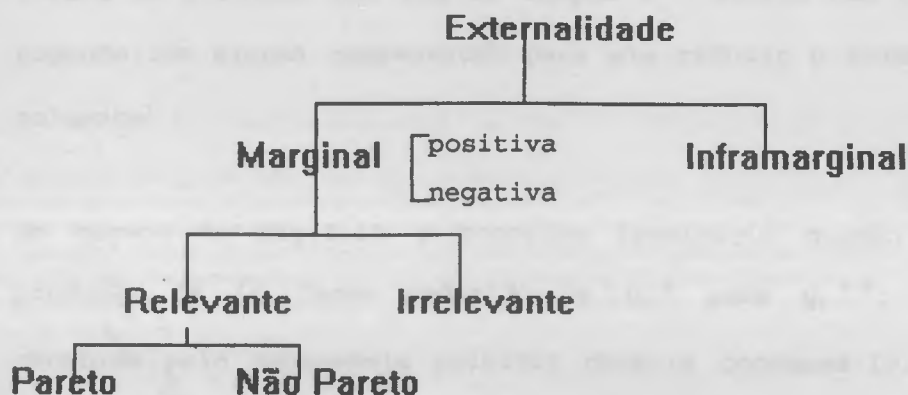 Externalidade
Marginal
positiva
negativa
Inframarginal
Relevante
Irrelevante
Pareto
Não Pareto